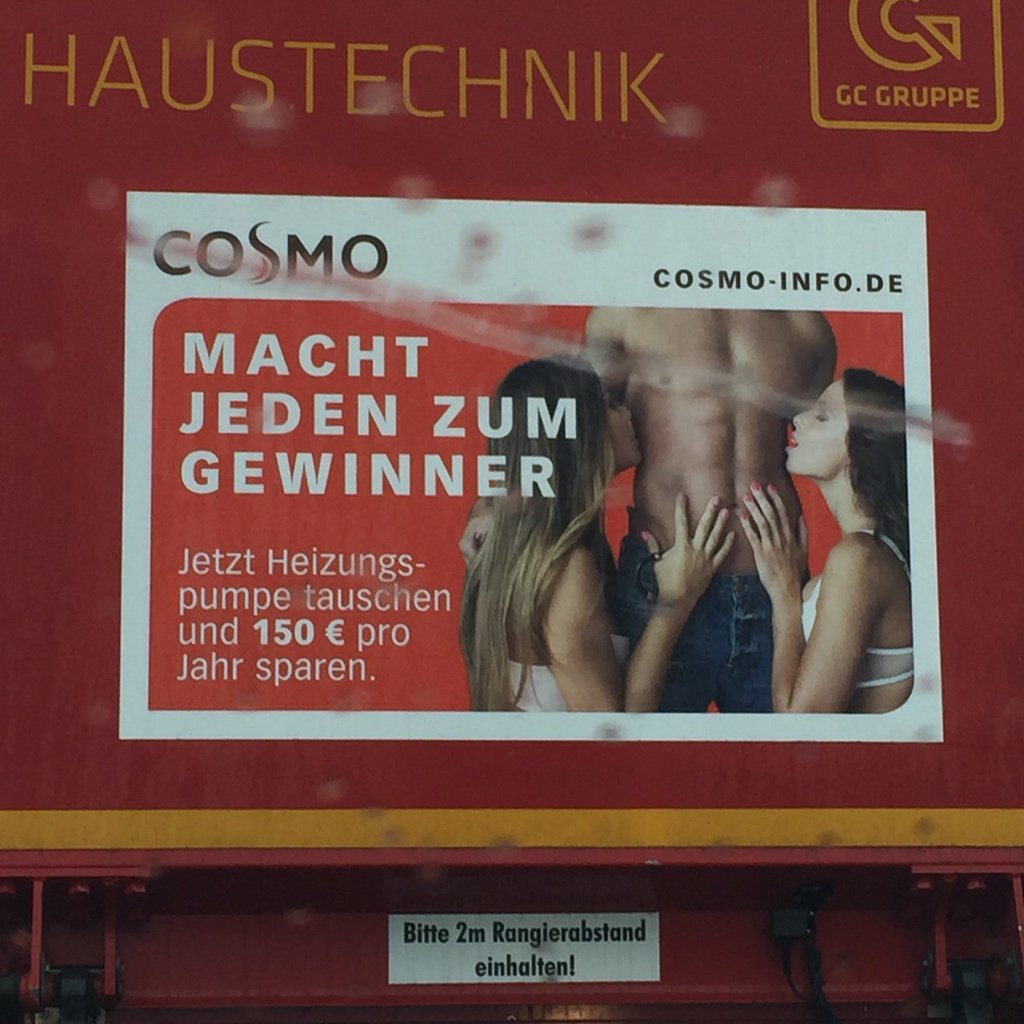 HAUSTECHNIK
GC GRUPPE
COSMO
COSMO-INFO.DE
MACHT
JEDEN ZUM
GEWINNER
Jetzt Heizungs-
pumpe tauschen
und 150 € pro
Jahr sparen.
Bitte 2m Rangierabstand
einhalten!